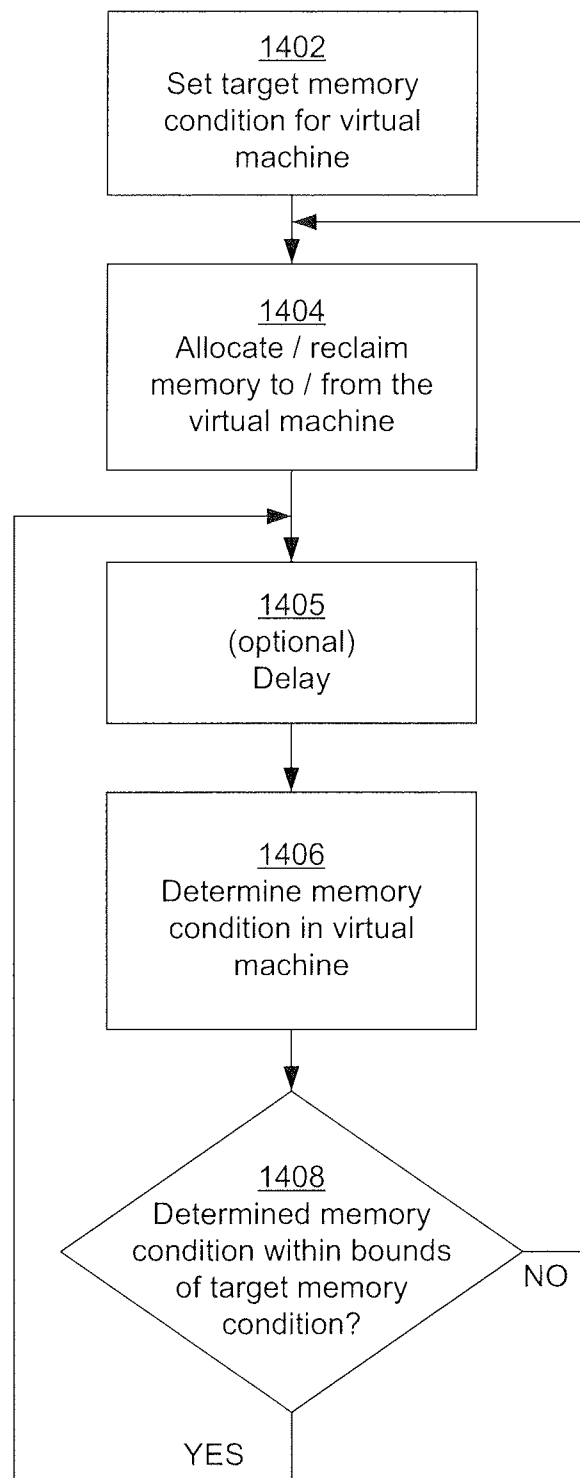 1402
Set target memory
condition for virtual
machine
1404
Allocate / reclaim
memory to / from the
virtual machine
1405
(optional)
Delay
1406
Determine memory
condition in virtual
machine
1408
Determined memory
condition within bounds
of target memory
condition?
NO
YES